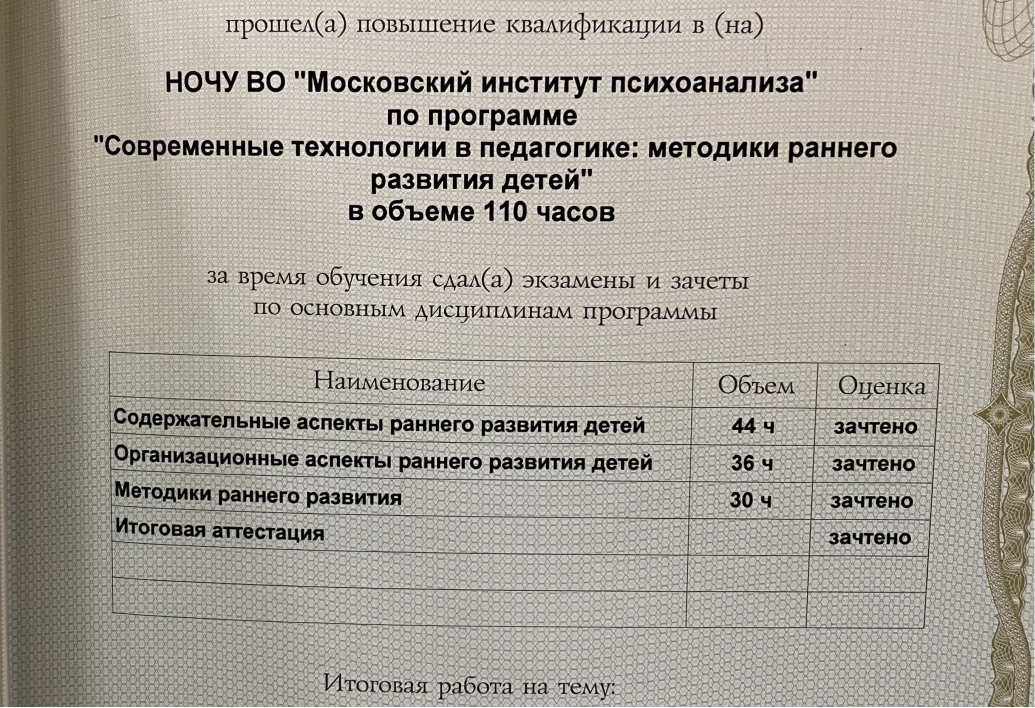 прошел(а) повышение квалификации в (на)
НОЧУ ВО "Московский институт психоанализа"
по программе
"Современные технологии в педагогике: методики раннего
развития детей"
в объеме 110 часов
за время обучения сдал(а) экзамены и зачеты
по основным дисциплинам программы
Наименование Объем Оценка
Содержательные аспекты раннего развития детей 44 ч зачтено
Организационные аспекты раннего развития детей 36 ч зачтено
Методики раннего развития 30 ч зачтено
Итоговая аттестация зачтено
Итоговая работа на тему: